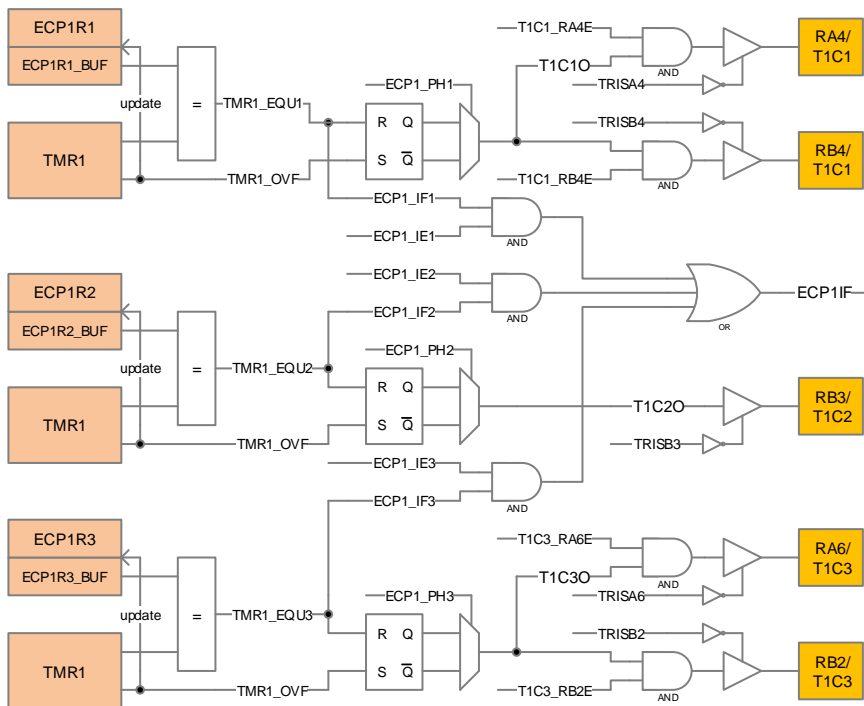 ECP1R1
ECP1R1_BUF
update
TMR1
=
TMR1_EQU1
TMR1_OVF
ECP1_PH1
R Q
S Q̅
T1C1_RA4E
T1C1O
AND
TRISA4
RA4/
T1C1
TRISB4
T1C1_RB4E
AND
RB4/
T1C1
ECP1_IF1
ECP1_IE1
AND
ECP1_IE2
ECP1_IF2
AND
OR
ECP1IF
ECP1R2
ECP1R2_BUF
update
TMR1
=
TMR1_EQU2
TMR1_OVF
ECP1_PH2
R Q
S Q̅
T1C2O
TRISB3
RB3/
T1C2
ECP1_IE3
ECP1_IF3
AND
ECP1R3
ECP1R3_BUF
update
TMR1
=
TMR1_EQU3
TMR1_OVF
ECP1_PH3
R Q
S Q̅
T1C3_RA6E
T1C3O
AND
TRISA6
RA6/
T1C3
TRISB2
T1C3_RB2E
AND
RB2/
T1C3